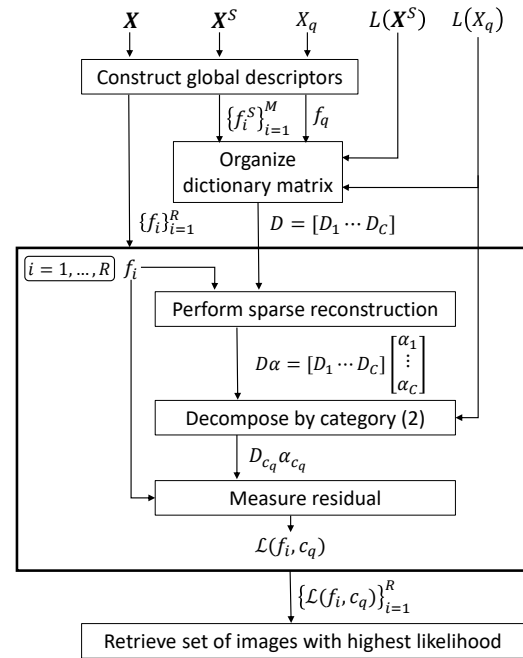 X X^S X_q L(X^S) L(X_q)
Construct global descriptors
{f_i^S}_{i=1}^M f_q
Organize
dictionary matrix
{f_i}_{i=1}^R D = [D_1 ⋯ D_C]
i = 1, …, R f_i
Perform sparse reconstruction
Dα = [D_1 ⋯ D_C] [α_1 ⋮ α_C]
Decompose by category (2)
D_{c_q} α_{c_q}
Measure residual
ℒ(f_i, c_q)
{ℒ(f_i, c_q)}_{i=1}^R
Retrieve set of images with highest likelihood